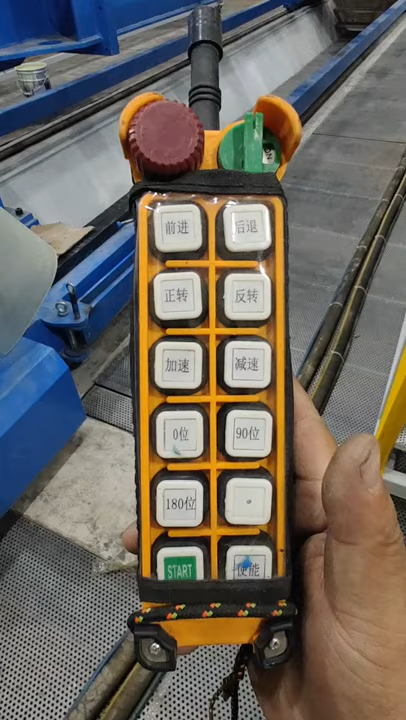 ON
前进 后退
正转 反转
加速 减速
0位 90位
180位
START 使能